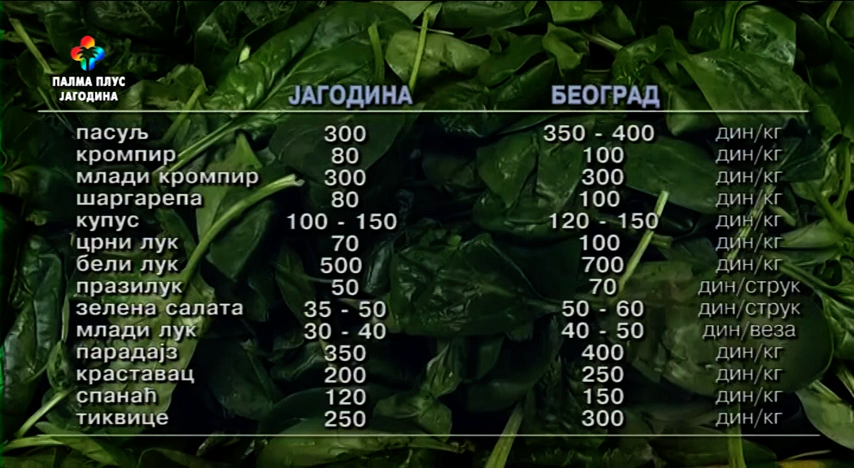 ПАЛМА ПЛУС
ЈАГОДИНА
ЈАГОДИНА БЕОГРАД
пасуљ 300 350 - 400 дин/кг
кромпир 80 100 дин/кг
млади кромпир 300 300 дин/кг
шаргарепа 80 100 дин/кг
купус 100 - 150 120 - 150 дин/кг
црни лук 70 100 дин/кг
бели лук 500 700 дин/кг
празилук 50 70 дин/струк
зелена салата 35 - 50 50 - 60 дин/струк
млади лук 30 - 40 40 - 50 дин/веза
парадајз 350 400 дин/кг
краставац 200 250 дин/кг
спанаћ 120 150 дин/кг
тиквице 250 300 дин/кг